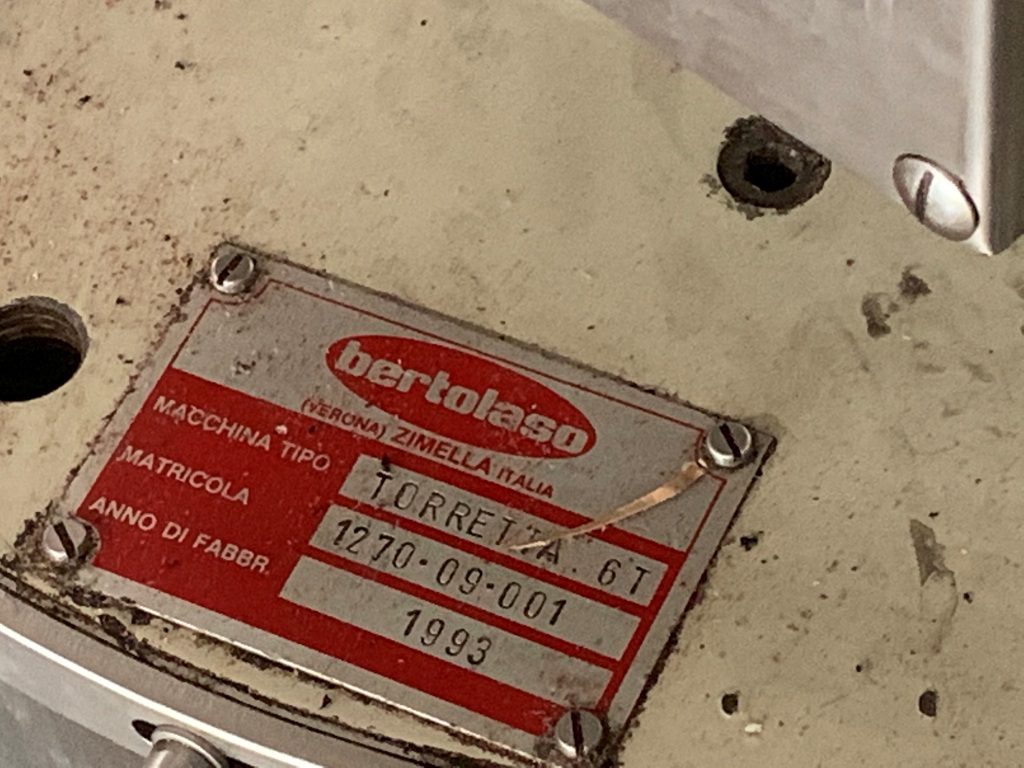 bertolaso
(VERONA) ZIMELLA ITALIA
MACCHINA TIPO TORRETTA. 6T
MATRICOLA 1270-09-001
ANNO DI FABBR. 1993